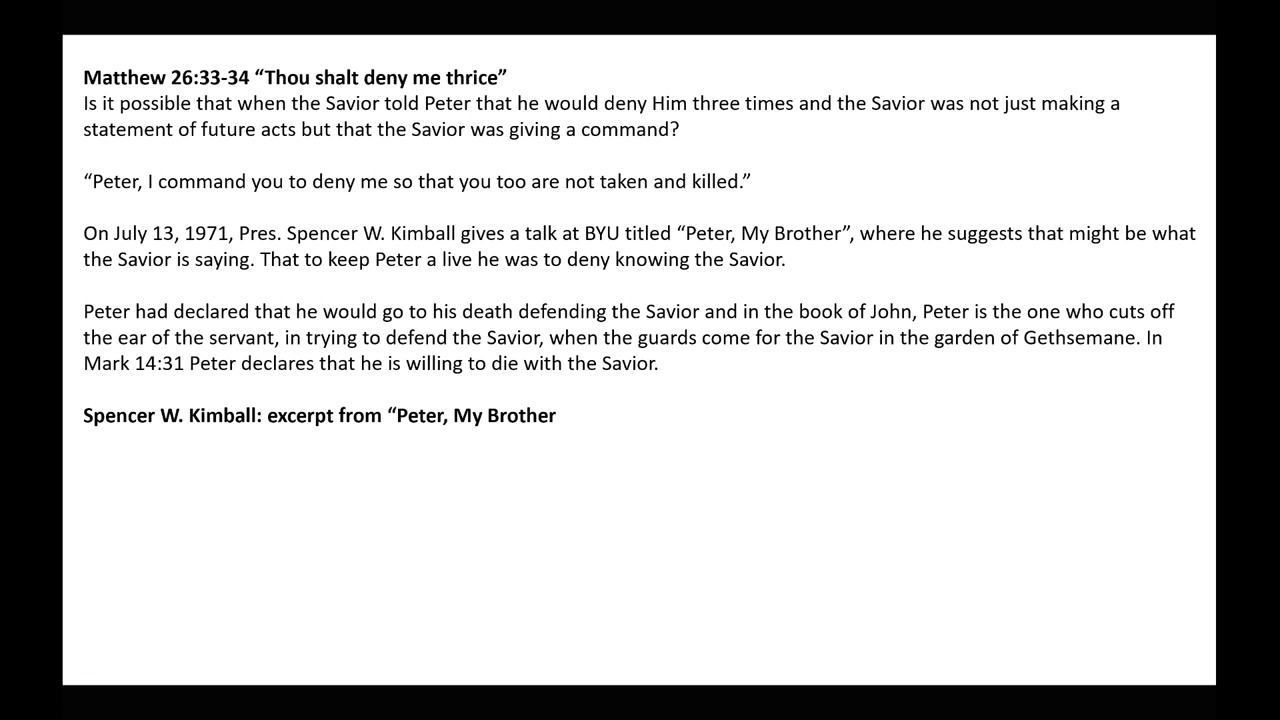 Matthew 26:33-34 “Thou shalt deny me thrice”
Is it possible that when the Savior told Peter that he would deny Him three times and the Savior was not just making a
statement of future acts but that the Savior was giving a command?
“Peter, I command you to deny me so that you too are not taken and killed.”
On July 13, 1971, Pres. Spencer W. Kimball gives a talk at BYU titled “Peter, My Brother”, where he suggests that might be what
the Savior is saying. That to keep Peter a live he was to deny knowing the Savior.
Peter had declared that he would go to his death defending the Savior and in the book of John, Peter is the one who cuts off
the ear of the servant, in trying to defend the Savior, when the guards come for the Savior in the garden of Gethsemane. In
Mark 14:31 Peter declares that he is willing to die with the Savior.
Spencer W. Kimball: excerpt from “Peter, My Brother